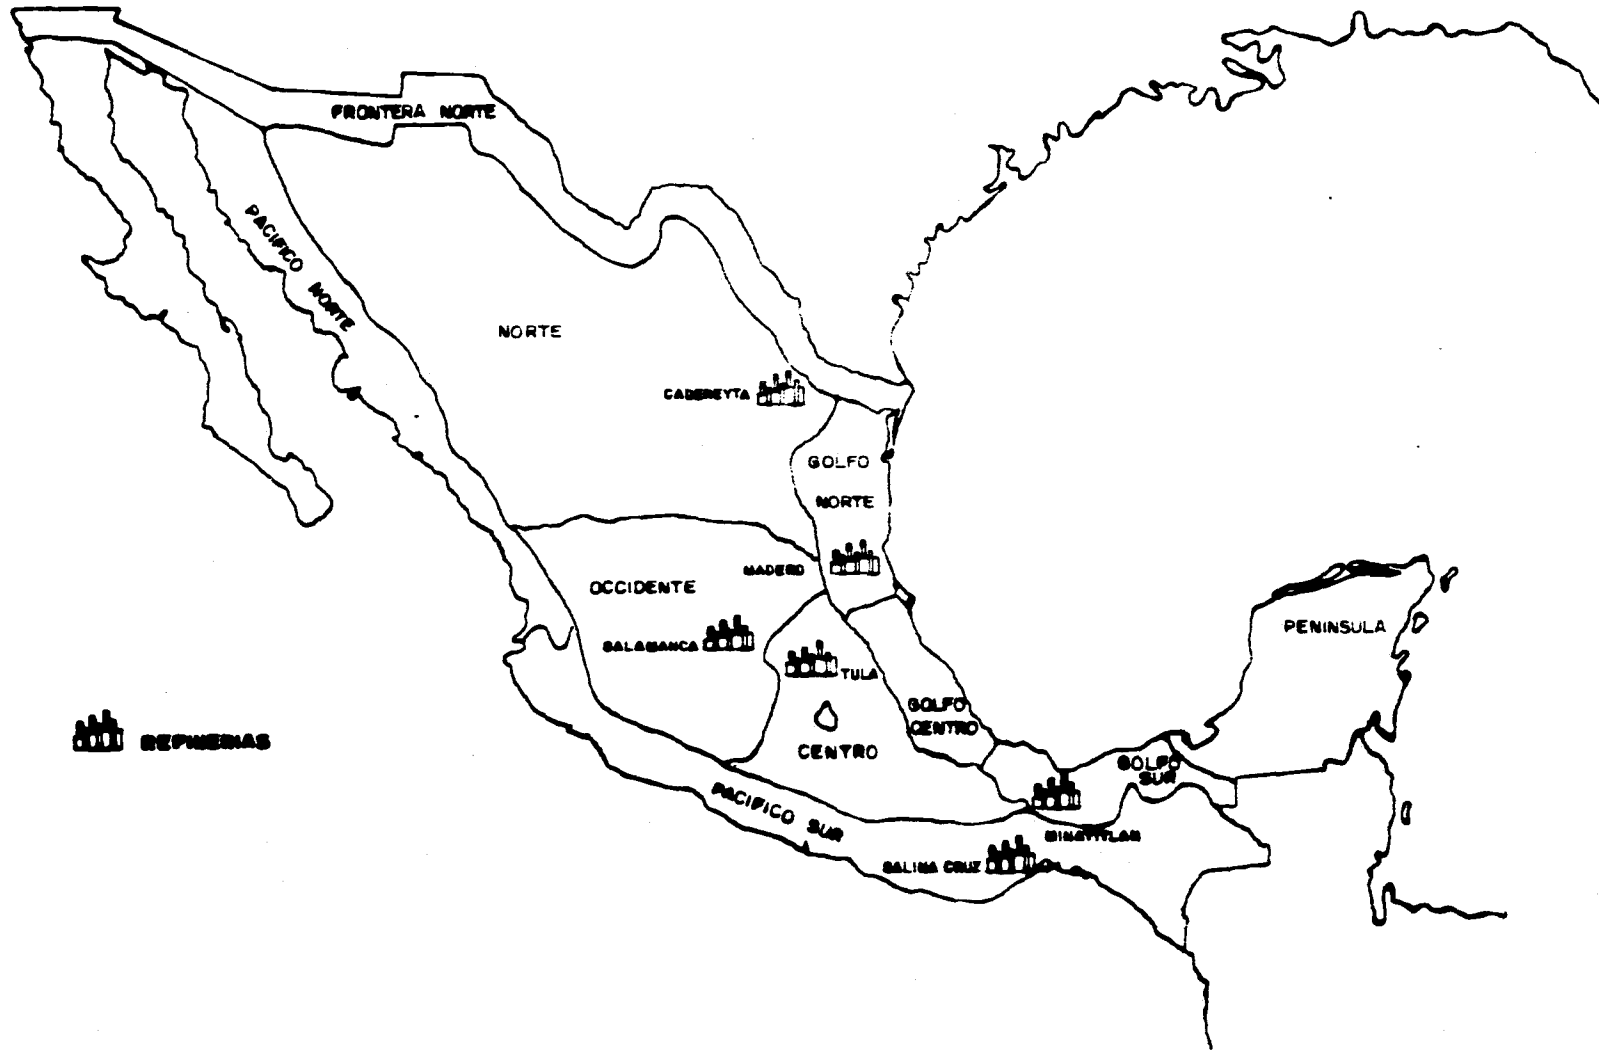 FRONTERA NORTE
PACIFICO NORTE
NORTE
CADEREYTA
GOLFO
NORTE
MADERO
OCCIDENTE
SALAMANCA
TULA
PENINSULA
GOLFO
CENTRO
CENTRO
REFINERIAS
GOLFO
SUR
PACIFICO SUR
MINATITLAN
SALINA CRUZ